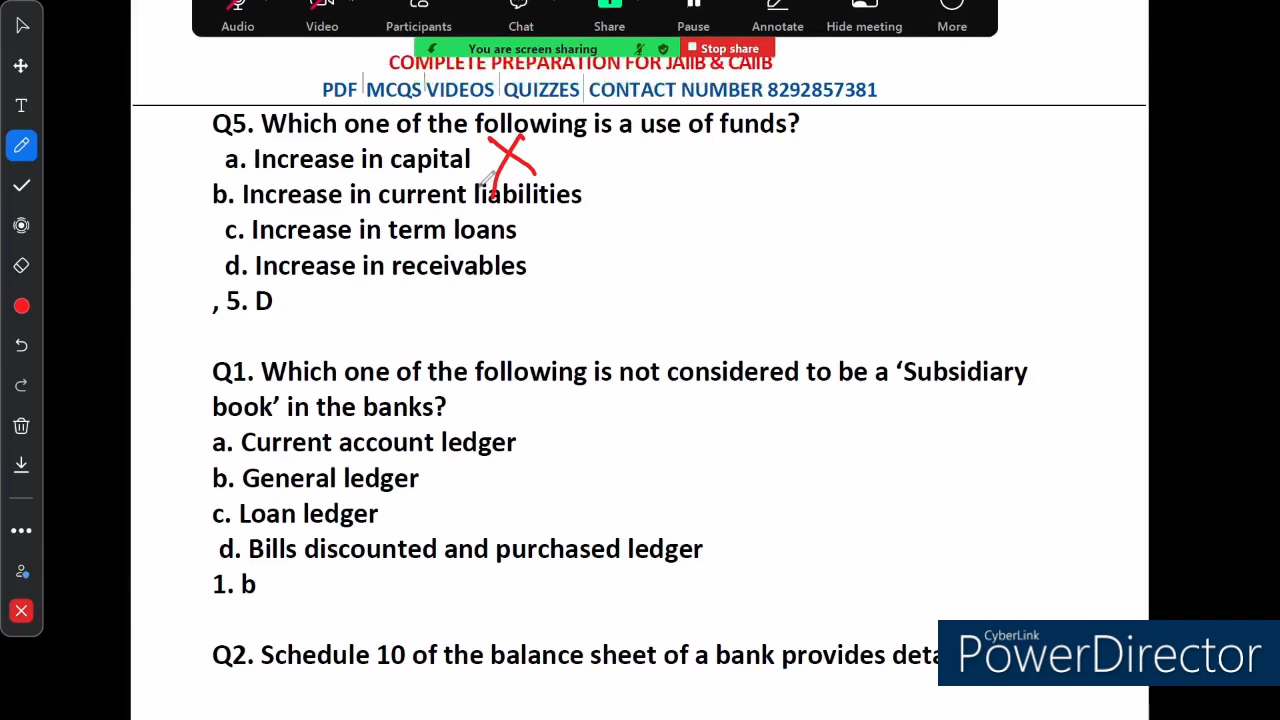 Audio Video Participants Chat Share Pause Annotate Hide meeting More
You are screen sharing Stop share
COMPLETE PREPARATION FOR JAIIB & CAIIB
PDF MCQS VIDEOS QUIZZES CONTACT NUMBER 8292857381
Q5. Which one of the following is a use of funds?
a. Increase in capital
b. Increase in current liabilities
c. Increase in term loans
d. Increase in receivables
, 5. D
Q1. Which one of the following is not considered to be a ‘Subsidiary
book’ in the banks?
a. Current account ledger
b. General ledger
c. Loan ledger
d. Bills discounted and purchased ledger
1. b
Q2. Schedule 10 of the balance sheet of a bank provides
CyberLink
PowerDirector